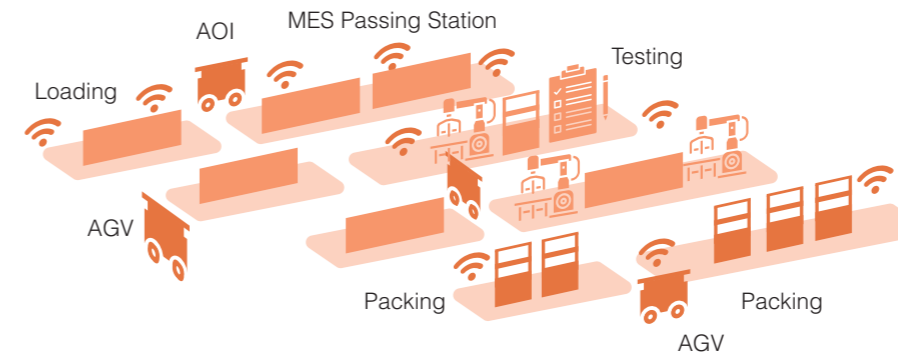 MES Passing Station
AOI
Testing
Loading
AGV
Packing
Packing
AGV